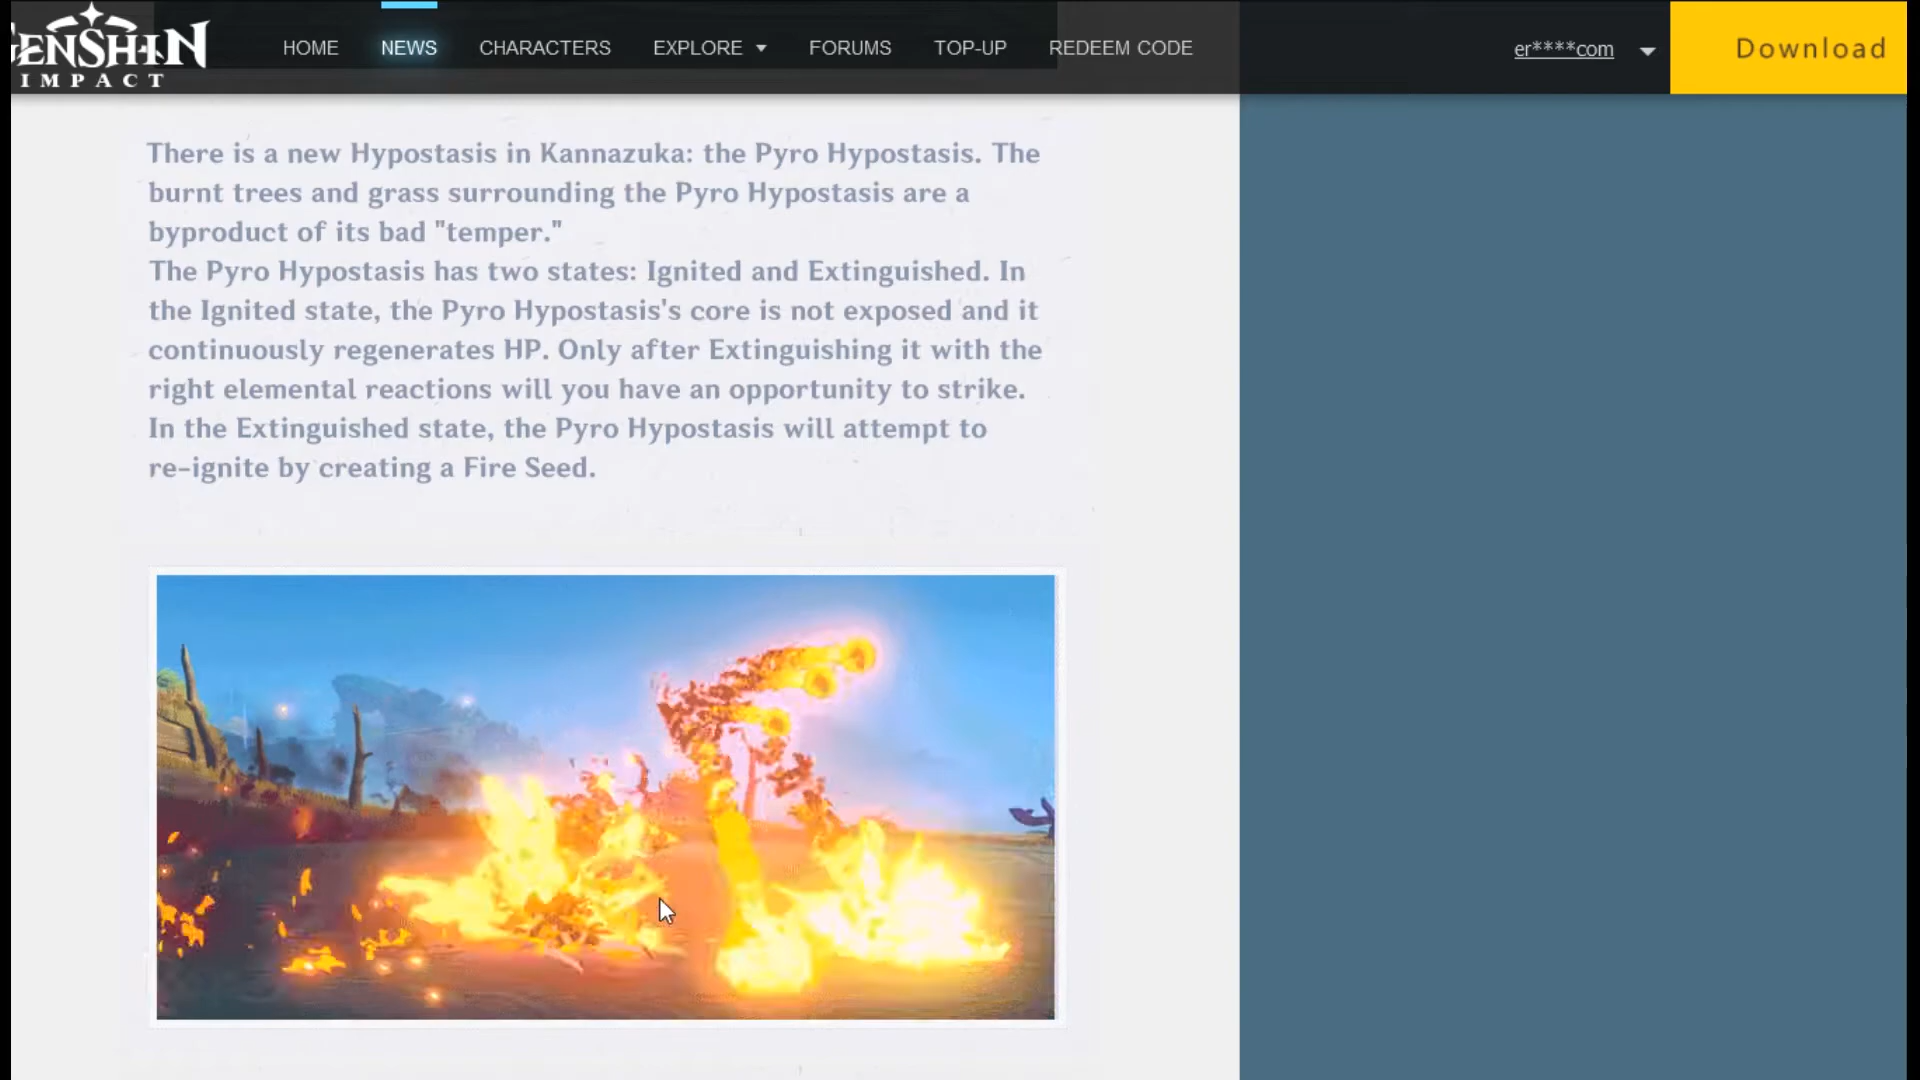 GENSHIN
IMPACT
HOME
NEWS
CHARACTERS
EXPLORE
FORUMS
TOP-UP
REDEEM CODE
er****com
Download
There is a new Hypostasis in Kannazuka: the Pyro Hypostasis. The
burnt trees and grass surrounding the Pyro Hypostasis are a
byproduct of its bad "temper."
The Pyro Hypostasis has two states: Ignited and Extinguished. In
the Ignited state, the Pyro Hypostasis's core is not exposed and it
continuously regenerates HP. Only after Extinguishing it with the
right elemental reactions will you have an opportunity to strike.
In the Extinguished state, the Pyro Hypostasis will attempt to
re-ignite by creating a Fire Seed.